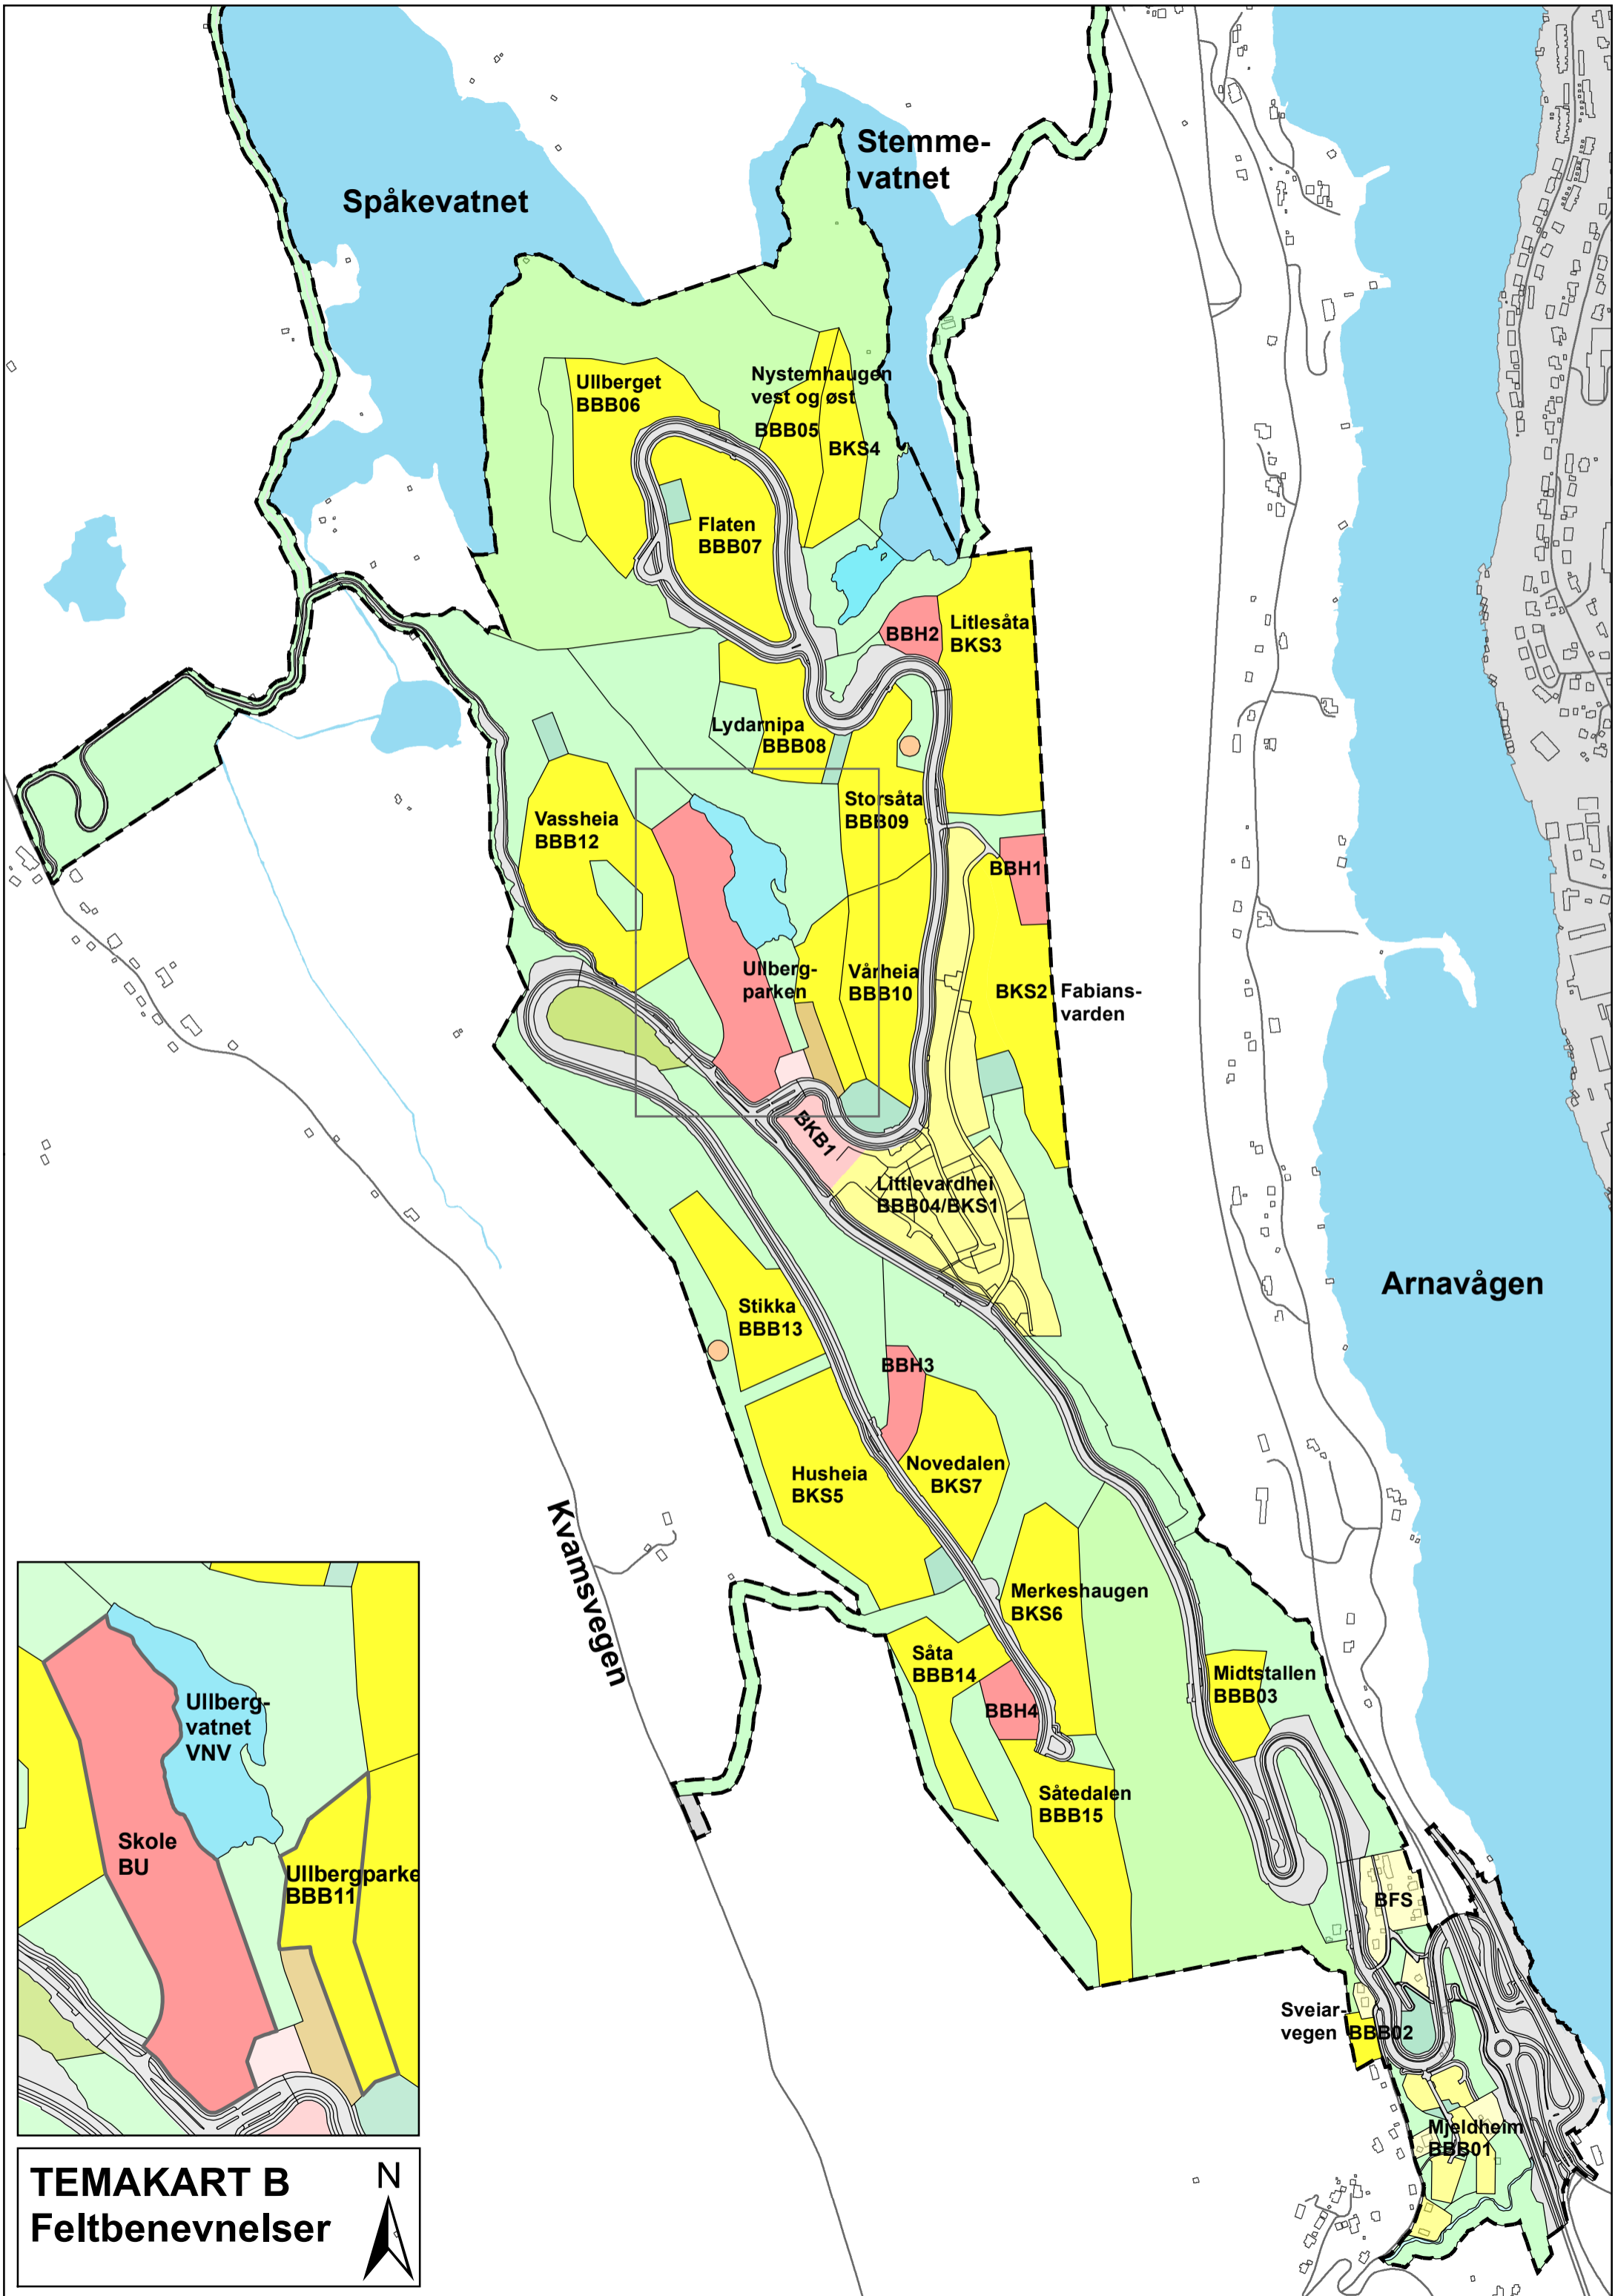 Stemme-
vatnet
Spåkevatnet
Ullberget
BBB06
Nystemhaugen
vest og øst
BBB05
BKS4
Flaten
BBB07
BBH2
Litlesåta
BKS3
Lydarnipa
BBB08
Storsåta
BBB09
Vassheia
BBB12
BBH1
Ullberg-
parken
Vårheia
BBB10
BKS2
Fabians-
varden
BKB1
Littlevardhei
BBB04/BKS1
Arnavågen
Stikka
BBB13
BBH3
Husheia
BKS5
Novedalen
BKS7
Kvamsvegen
Merkeshaugen
BKS6
Såta
BBB14
BBH4
Midtstallen
BBB03
Såtedalen
BBB15
BFS
Sveiar-
vegen
BBB02
Mjeldheim
BBB01
Ullberg-
vatnet
VNV
Skole
BU
Ullbergparke
BBB11
TEMAKART B
Feltbenevnelser
N